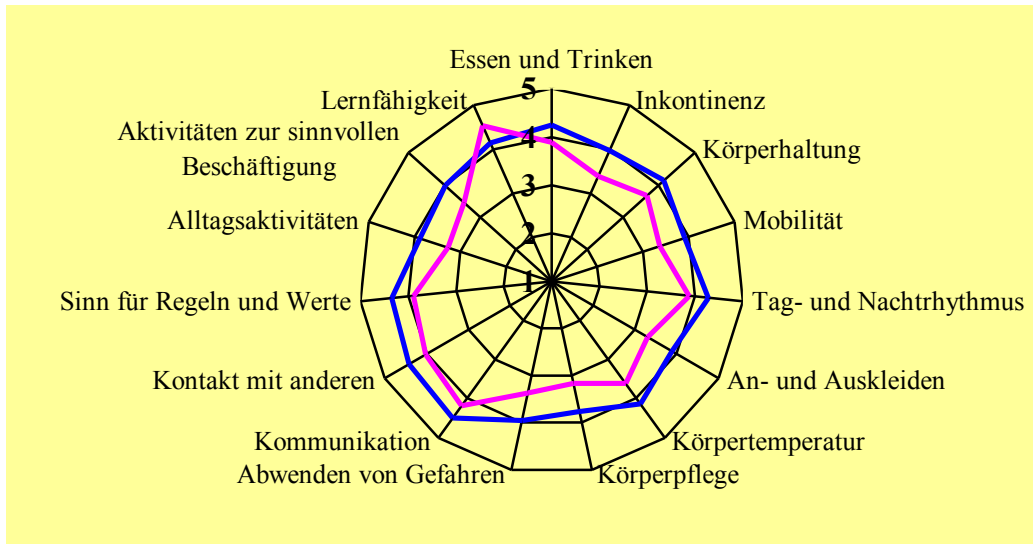 Essen und Trinken
Inkontinenz
Körperhaltung
Mobilität
Tag- und Nachtrhythmus
An- und Auskleiden
Körpertemperatur
Körperpflege
Abwenden von Gefahren
Kommunikation
Kontakt mit anderen
Sinn für Regeln und Werte
Alltagsaktivitäten
Aktivitäten zur sinnvollen
Beschäftigung
Lernfähigkeit
5
4
3
2
1